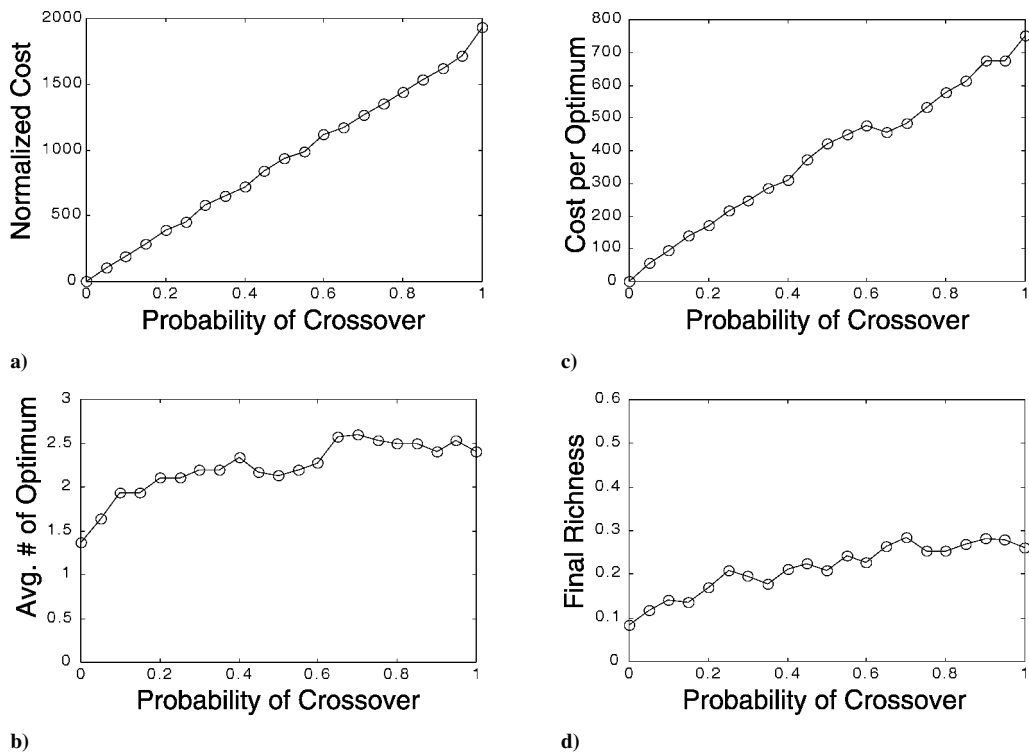 Normalized Cost
2000
1500
1000
500
0
0 0.2 0.4 0.6 0.8 1
Probability of Crossover
a)
Cost per Optimum
800
700
600
500
400
300
200
100
0
0 0.2 0.4 0.6 0.8 1
Probability of Crossover
c)
Avg. # of Optimum
3
2.5
2
1.5
1
0.5
0
0 0.2 0.4 0.6 0.8 1
Probability of Crossover
b)
Final Richness
0.6
0.5
0.4
0.3
0.2
0.1
0
0 0.2 0.4 0.6 0.8 1
Probability of Crossover
d)